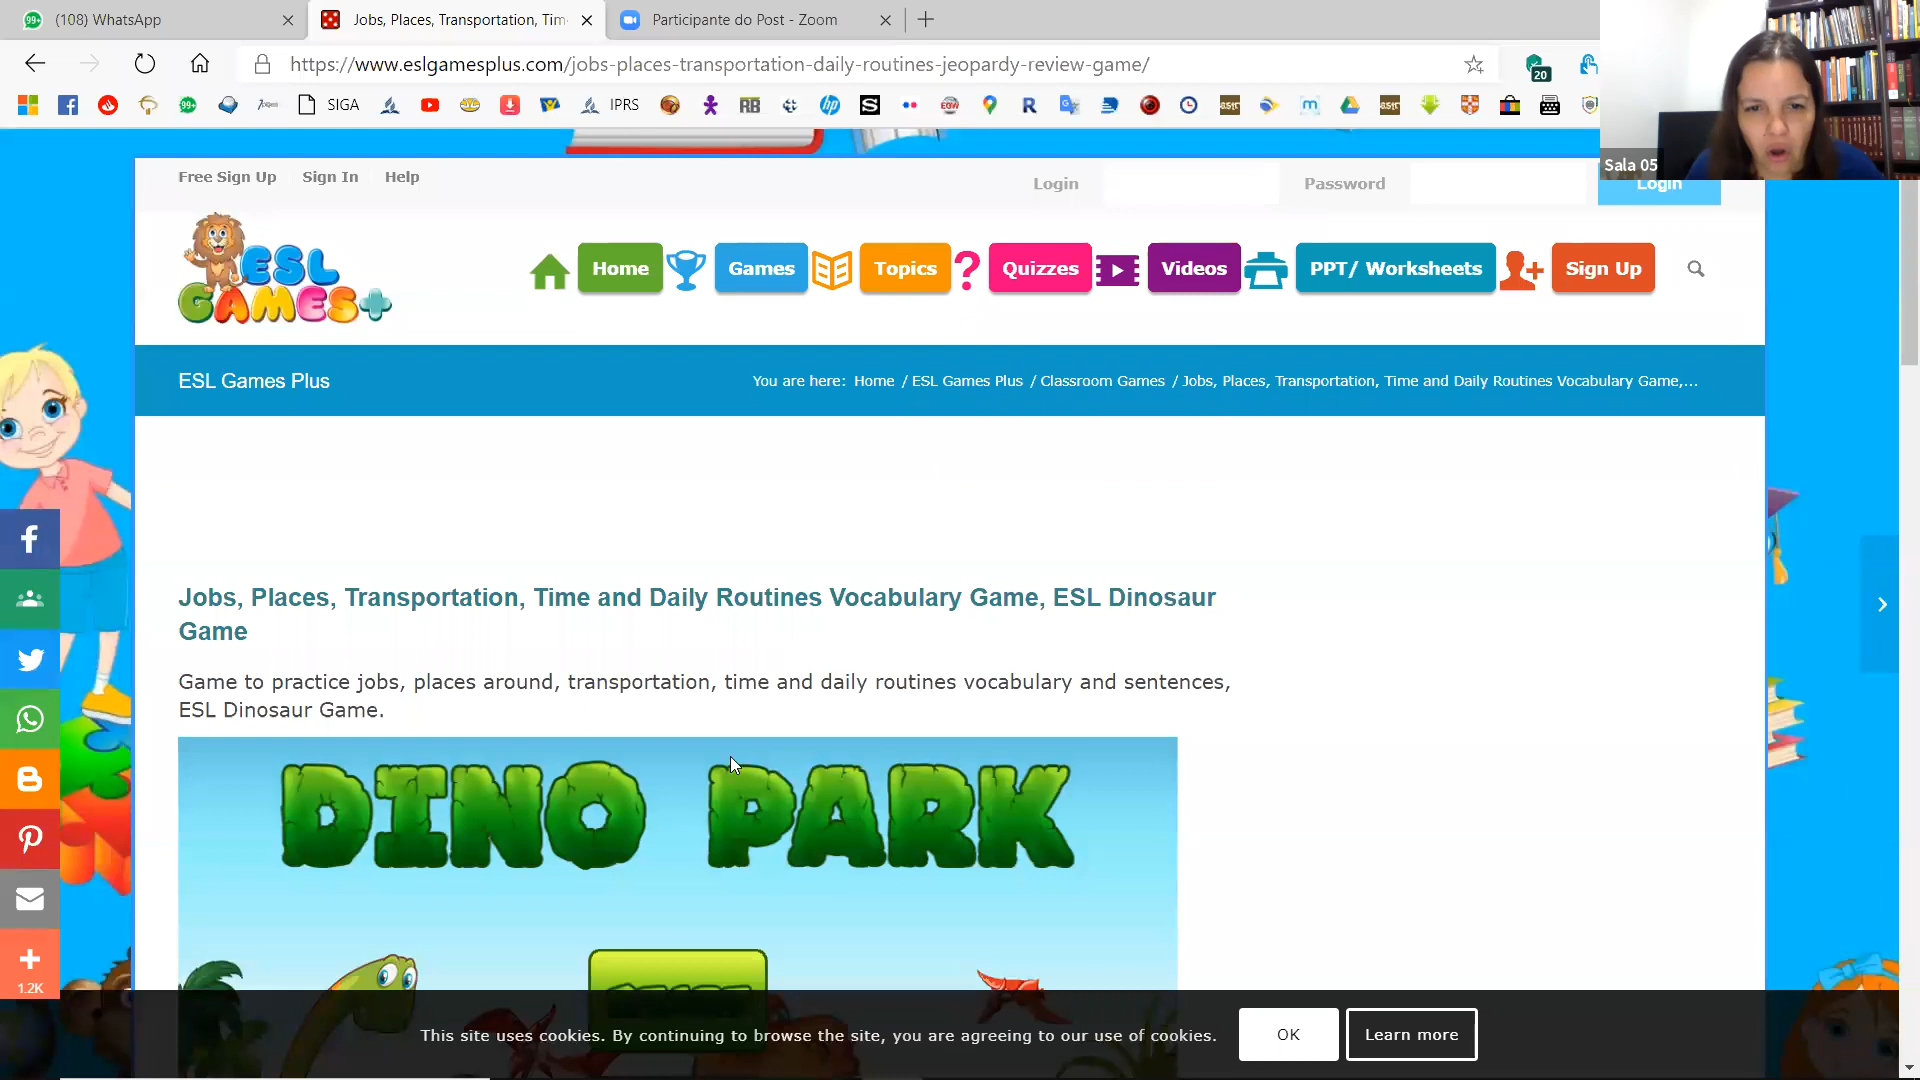 (108) WhatsApp
Jobs, Places, Transportation, Tim
Participante do Post - Zoom
https://www.eslgamesplus.com/jobs-places-transportation-daily-routines-jeopardy-review-game/
20
99+
SIGA
IPRS
RB
hp
S
EGW
R
m
Sala 05
Free Sign Up
Sign In
Help
Login
Password
Login
ESL
GAMES+
Home
Games
Topics
?
Quizzes
Videos
PPT/ Worksheets
Sign Up
ESL Games Plus
You are here: Home / ESL Games Plus / Classroom Games / Jobs, Places, Transportation, Time and Daily Routines Vocabulary Game,...
Jobs, Places, Transportation, Time and Daily Routines Vocabulary Game, ESL Dinosaur
Game
Game to practice jobs, places around, transportation, time and daily routines vocabulary and sentences,
ESL Dinosaur Game.
DINO PARK
1.2K
This site uses cookies. By continuing to browse the site, you are agreeing to our use of cookies.
OK
Learn more